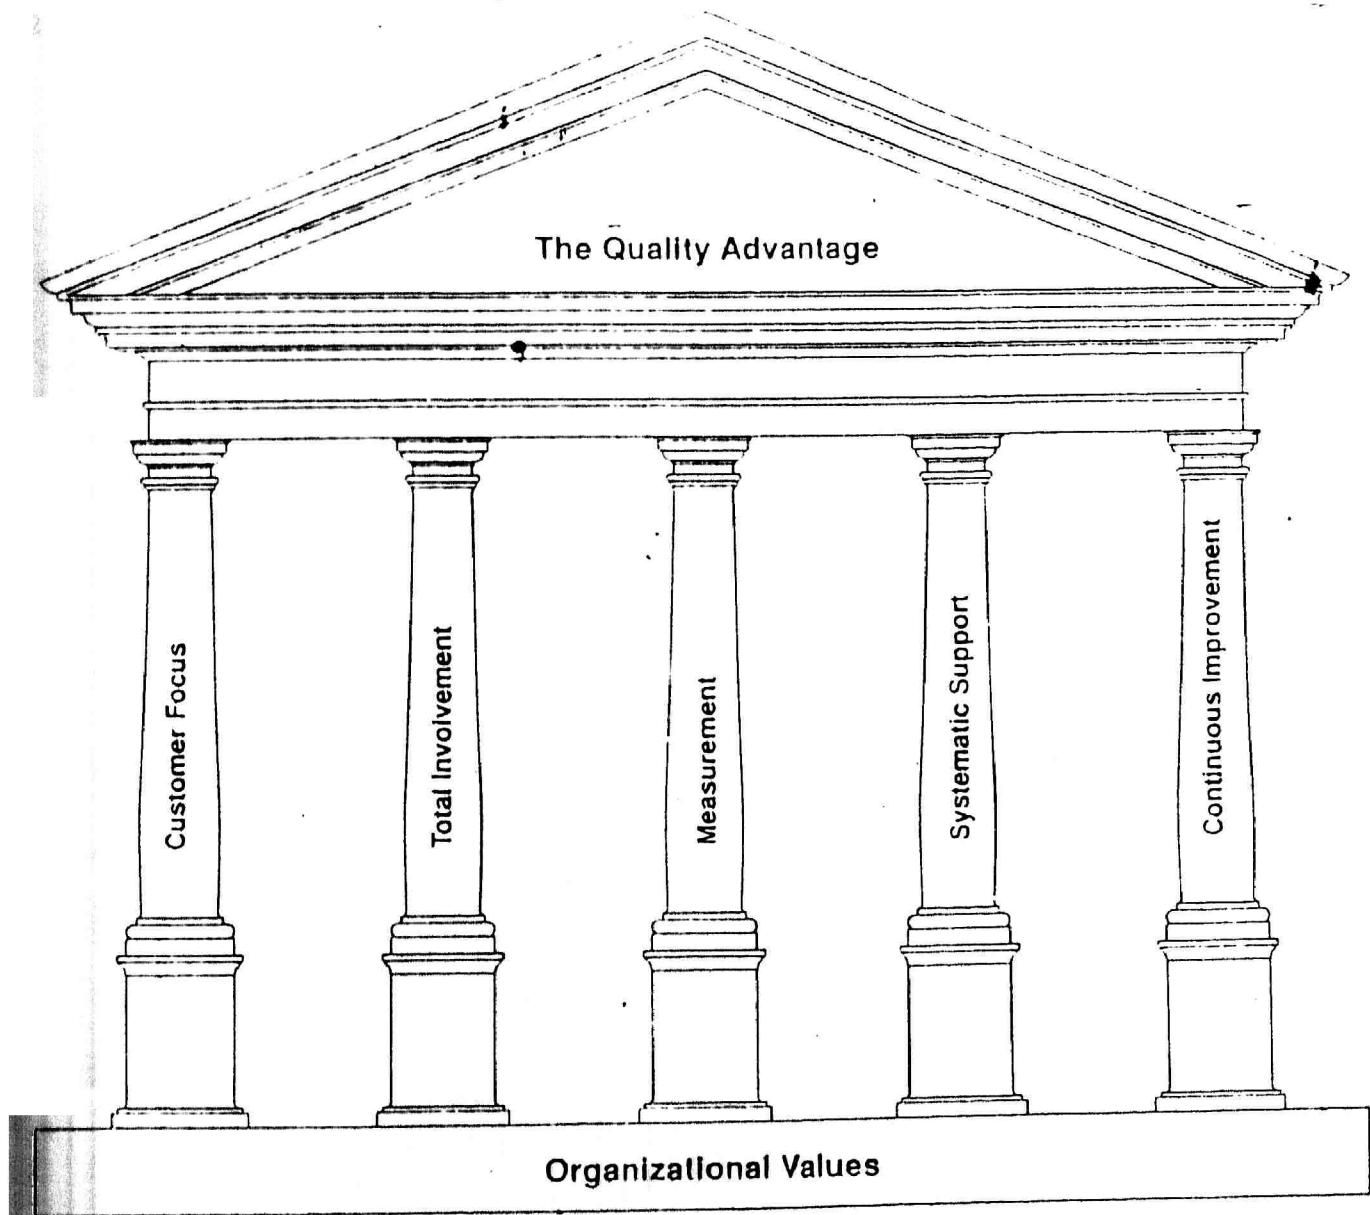 The Quality Advantage
Customer Focus
Total Involvement
Measurement
Systematic Support
Continuous Improvement
Organizational Values